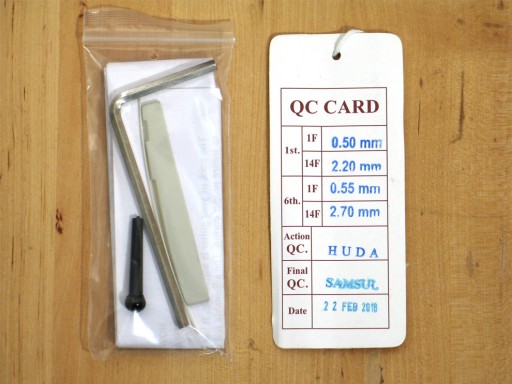 QC CARD
1st. 1F 0.50 mm
14F 2.20 mm
6th. 1F 0.55 mm
14F 2.70 mm
Action QC. HUDA
Final QC. SAMSUL
Date 22 FEB 2018